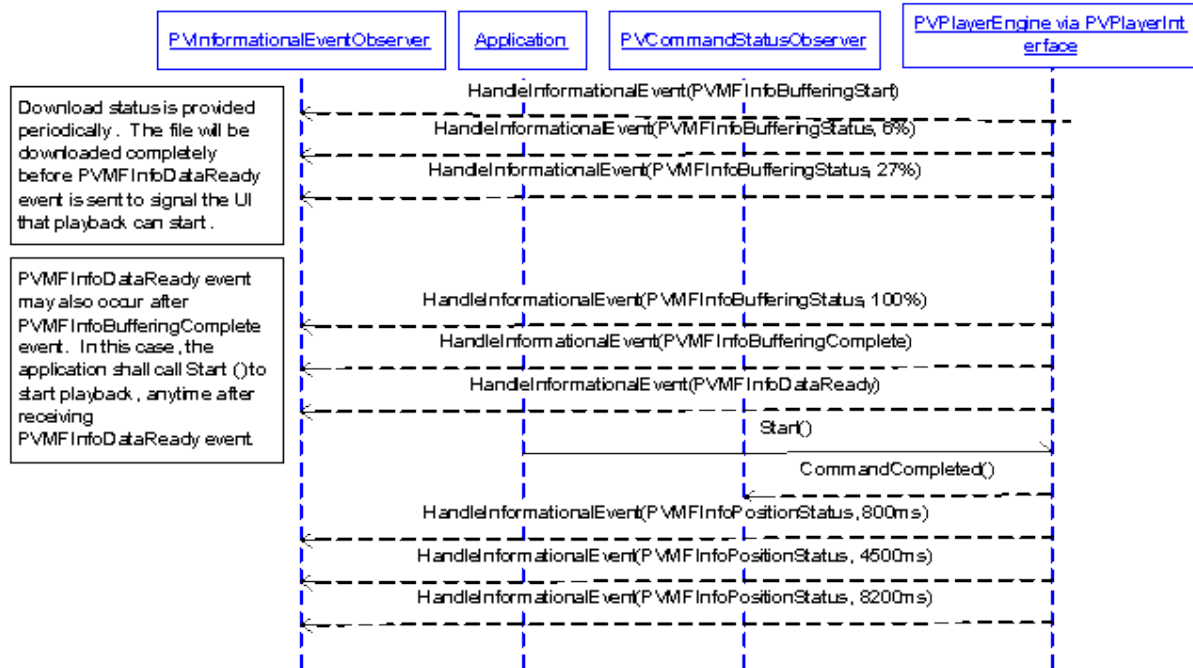 PVInformationalEventObserver
Application
PVCommandStatusObserver
PVPlayerEngine via PVPlayerInt
erface
HandleInformationalEvent(PVMFInfoBufferingStart)
Download status is provided
periodically. The file will be
downloaded completely
before PVMFInfoDataReady
event is sent to signal the UI
that playback can start.
HandleInformationalEvent(PVMFInfoBufferingStatus, 6%)
HandleInformationalEvent(PVMFInfoBufferingStatus, 27%)
PVMFInfoDataReady event
may also occur after
PVMFInfoBufferingComplete
event. In this case, the
application shall call Start () to
start playback, anytime after
receiving
PVMFInfoDataReady event.
HandleInformationalEvent(PVMFInfoBufferingStatus, 100%)
HandleInformationalEvent(PVMFInfoBufferingComplete)
HandleInformationalEvent(PVMFInfoDataReady)
Start()
CommandCompleted()
HandleInformationalEvent(PVMFInfoPositionStatus, 800ms)
HandleInformationalEvent(PVMFInfoPositionStatus, 4500ms)
HandleInformationalEvent(PVMFInfoPositionStatus, 8200ms)